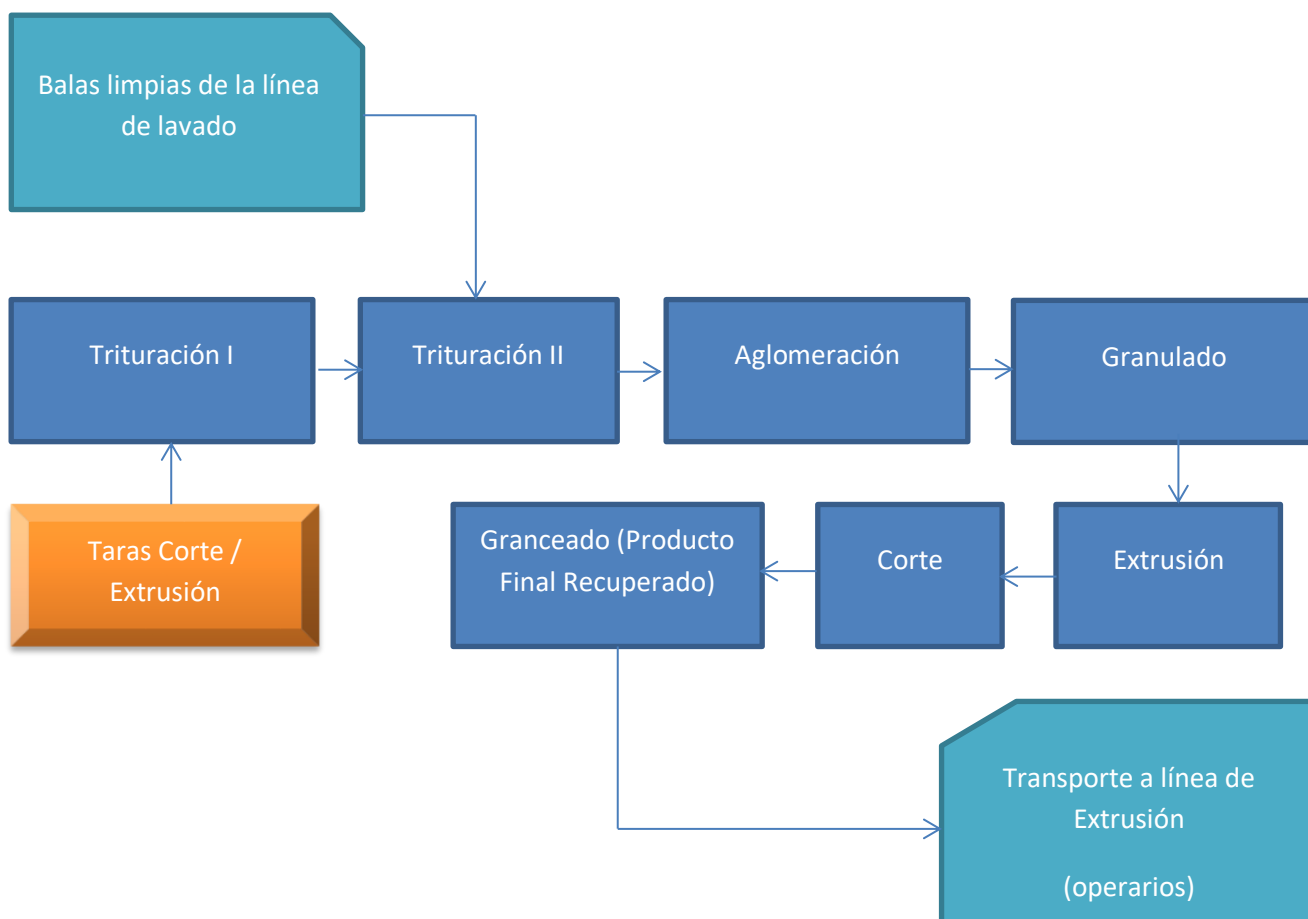 Balas limpias de la línea
de lavado
Trituración I
Trituración II
Aglomeración
Granulado
Taras Corte /
Extrusión
Granceado (Producto
Final Recuperado)
Corte
Extrusión
Transporte a línea de
Extrusión
(operarios)